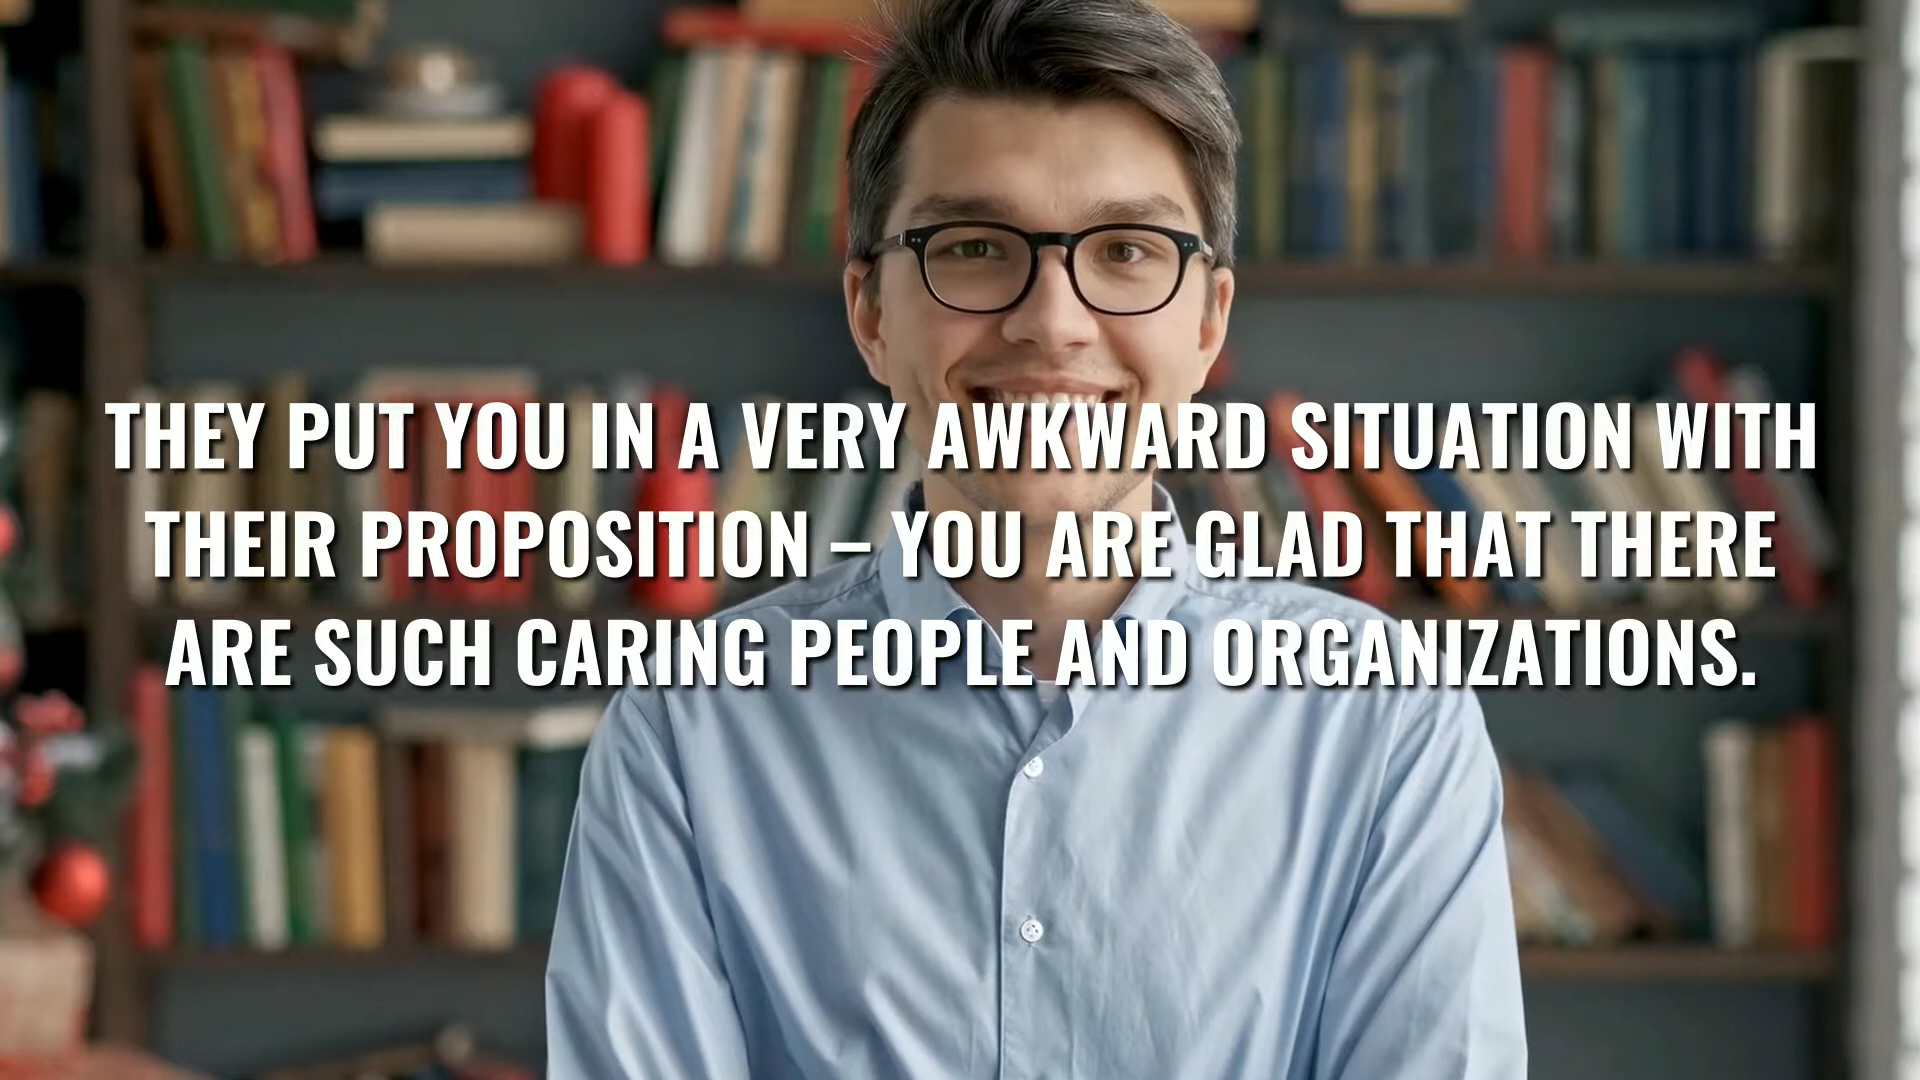 THEY PUT YOU IN A VERY AWKWARD SITUATION WITH
THEIR PROPOSITION – YOU ARE GLAD THAT THERE
ARE SUCH CARING PEOPLE AND ORGANIZATIONS.